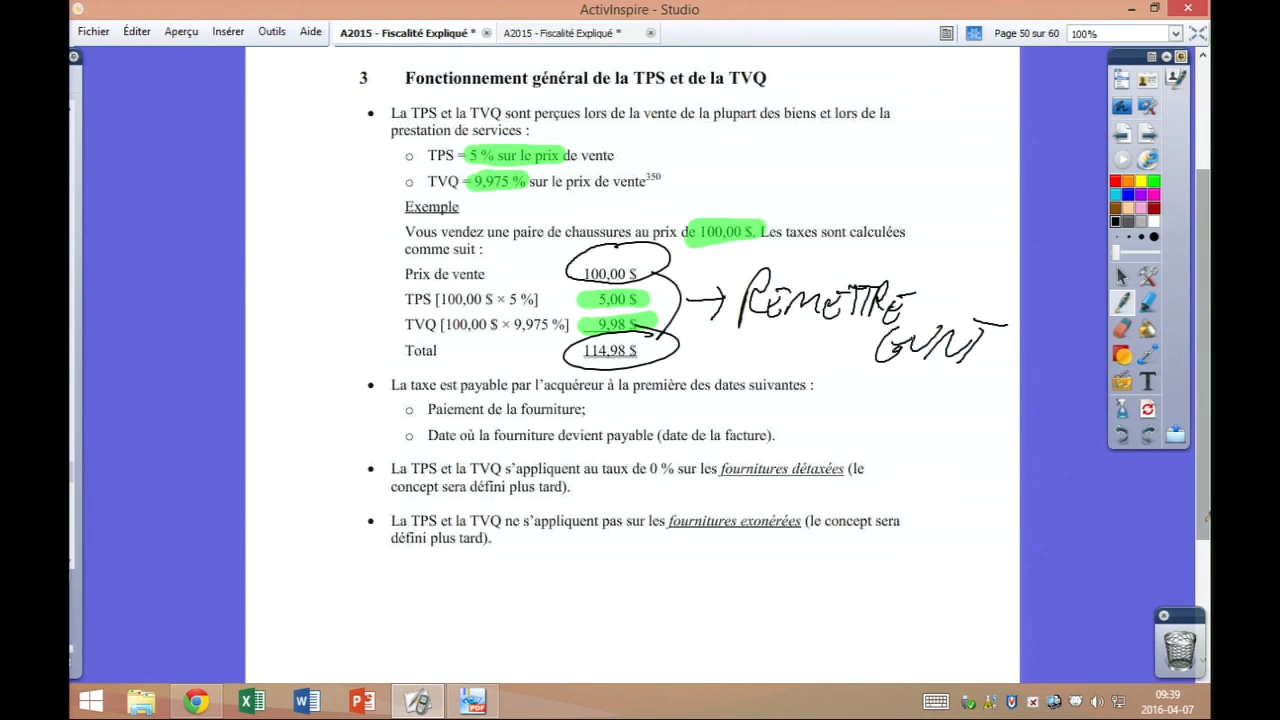 ActivInspire - Studio
Fichier Éditer Aperçu Insérer Outils Aide
A2015 - Fiscalité Expliqué * A2015 - Fiscalité Expliqué *
Page 50 sur 60 100%
3 Fonctionnement général de la TPS et de la TVQ
• La TPS et la TVQ sont perçues lors de la vente de la plupart des biens et lors de la
prestation de services :
o TPS = 5 % sur le prix de vente
o TVQ = 9,975 % sur le prix de vente350
Exemple
Vous vendez une paire de chaussures au prix de 100,00 $. Les taxes sont calculées
comme suit :
Prix de vente 100,00 $
TPS [100,00 $ × 5 %] 5,00 $
TVQ [100,00 $ × 9,975 %] 9,98 $
Total 114,98 $
→ REMETTRE
GVNT
• La taxe est payable par l’acquéreur à la première des dates suivantes :
o Paiement de la fourniture;
o Date où la fourniture devient payable (date de la facture).
• La TPS et la TVQ s’appliquent au taux de 0 % sur les fournitures détaxées (le
concept sera défini plus tard).
• La TPS et la TVQ ne s’appliquent pas sur les fournitures exonérées (le concept sera
défini plus tard).
09:39
2016-04-07